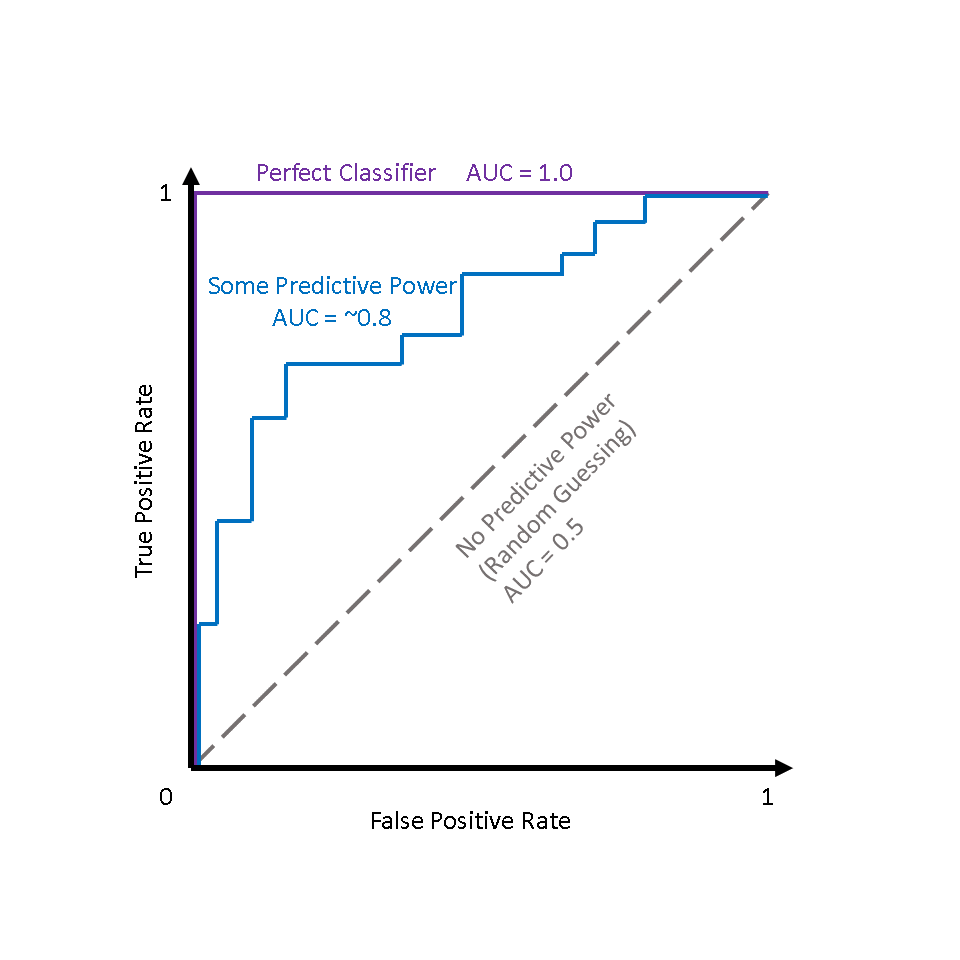 Perfect Classifier AUC = 1.0
1
Some Predictive Power
AUC = ~0.8
True Positive Rate
No Predictive Power
(Random Guessing)
AUC = 0.5
0
1
False Positive Rate